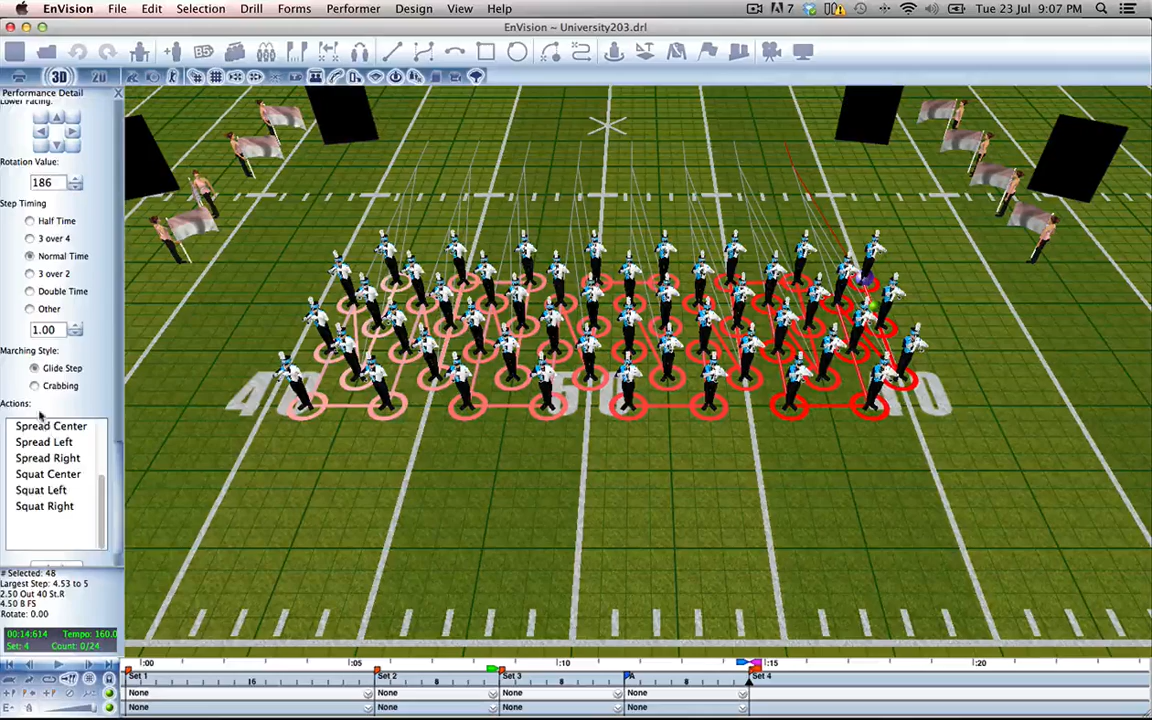 EnVision File Edit Selection Drill Forms Performer Design View Help
7 Tue 23 Jul 9:07 PM
EnVision ~ University203.drl
3D 2D
Performance Detail X
Lower Facing:
Rotation Value:
186
Step Timing
Half Time
3 over 4
Normal Time
3 over 2
Double Time
Other
1.00
Marching Style:
Glide Step
Crabbing
Actions:
Spread Center
Spread Left
Spread Right
Squat Center
Squat Left
Squat Right
# Selected: 48
Largest Step: 4.53 to 5
2.50 Out 40 St.R
4.50 B FS
Rotate: 0.00
00:14:614 Tempo: 160.0
Set: 4 Count: 0/24
:00 :05 :10 :15 :20
Set 1 Set 2 Set 3 A Set 4
16 8 8 8
None None None None
None None None None